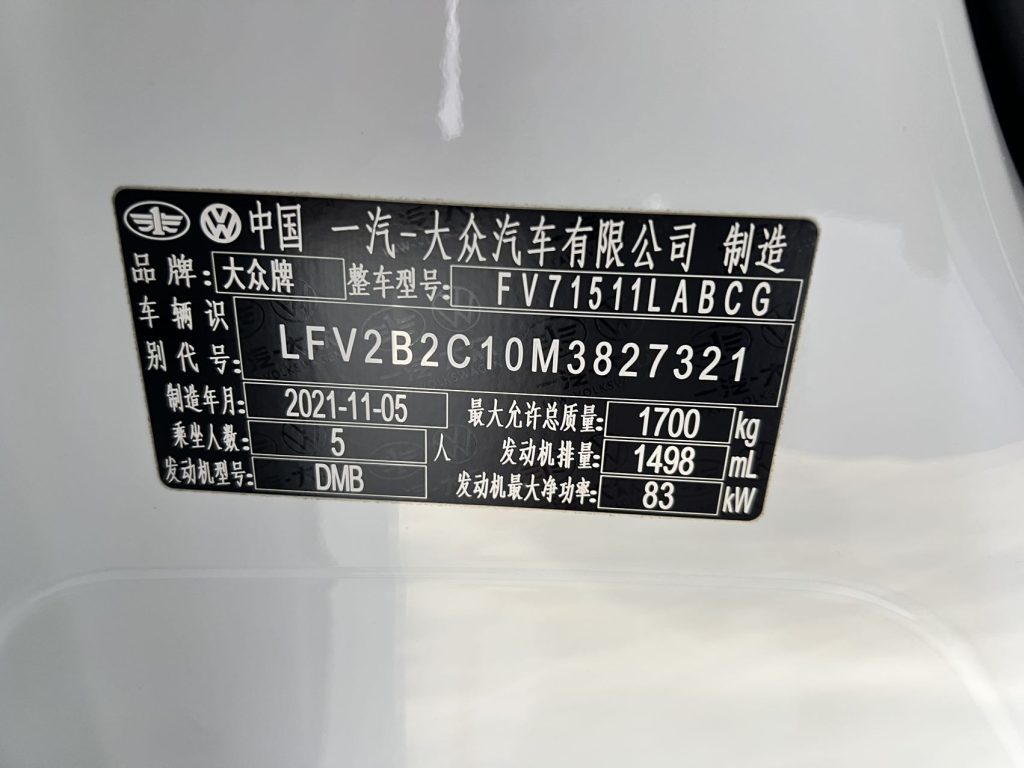 中国 一汽-大众汽车有限公司 制造
品牌: 大众牌 整车型号: FV71511LABCG
车辆识别代号: LFV2B2C10M3827321
制造年月: 2021-11-05 最大允许总质量: 1700 kg
乘坐人数: 5 人 发动机排量: 1498 mL
发动机型号: DMB 发动机最大净功率: 83 kW